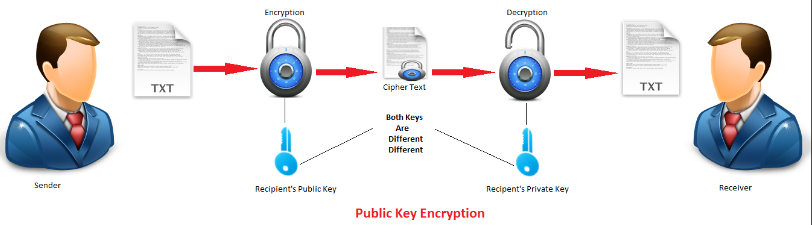 Encryption
Decryption
TXT
TXT
Cipher Text
Both Keys
Are
Different
Different
Sender
Recipient's Public Key
Recipent's Private Key
Receiver
Public Key Encryption